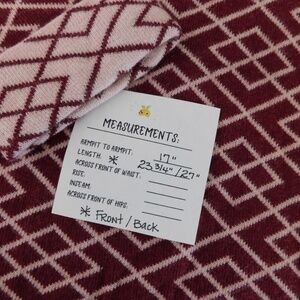 MEASUREMENTS:
ARMPIT TO ARMPIT: 17"
LENGTH: * 23 3/4" / 27"
ACROSS FRONT OF WAIST:
RISE:
INSEAM:
ACROSS FRONT OF HIPS:
* Front / Back